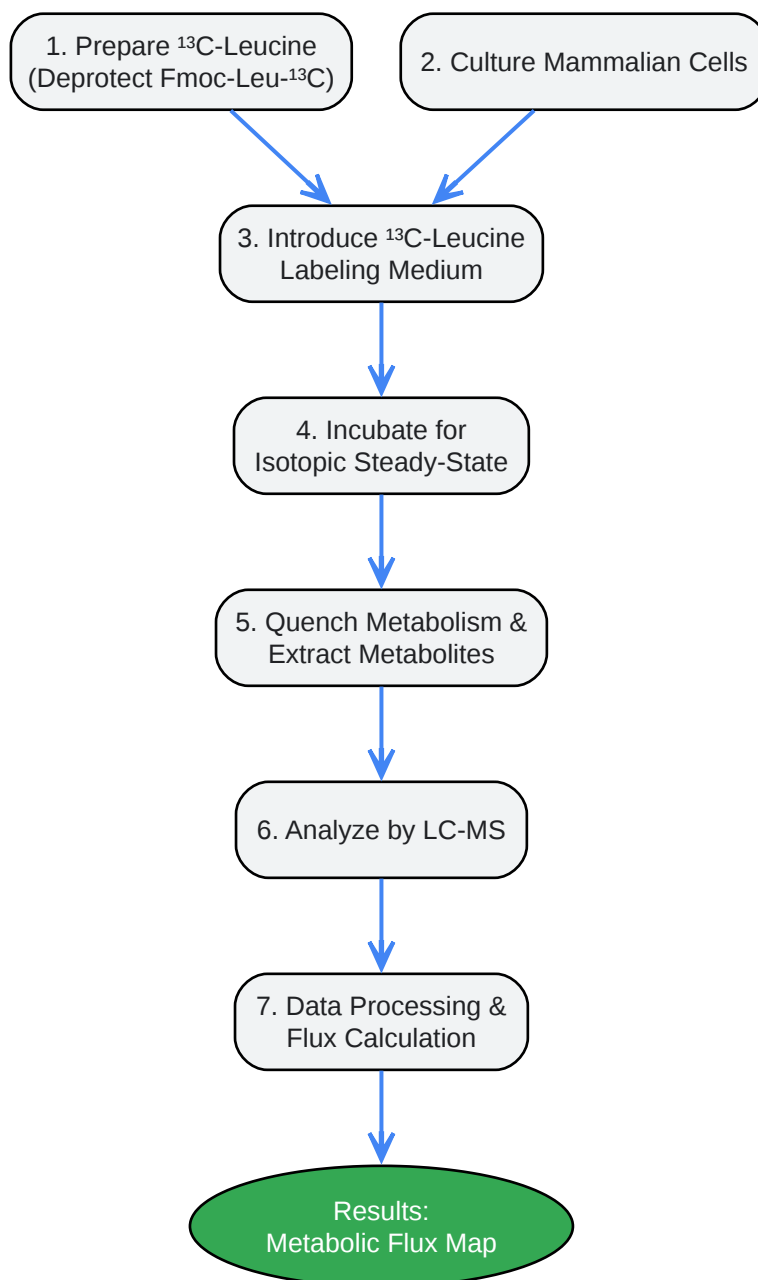 1. Prepare ¹³C-Leucine
(Deprotect Fmoc-Leu-¹³C)
2. Culture Mammalian Cells
3. Introduce ¹³C-Leucine
Labeling Medium
4. Incubate for
Isotopic Steady-State
5. Quench Metabolism &
Extract Metabolites
6. Analyze by LC-MS
7. Data Processing &
Flux Calculation
Results:
Metabolic Flux Map